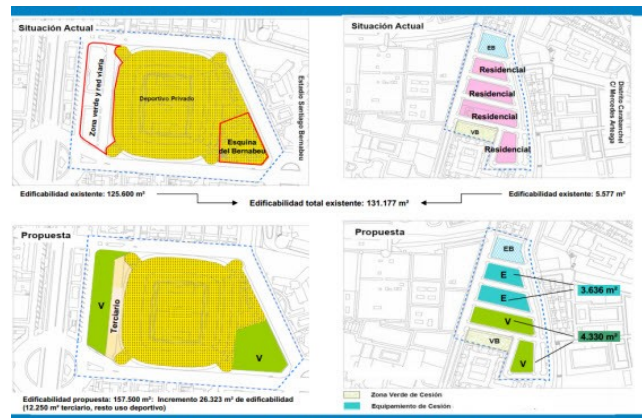 Situación Actual
Zona verde y red viaria
Deportivo Privado
Esquina
del Bernabeu
Estadio Santiago Bernabeu
Edificabilidad existente: 125.600 m²
Situación Actual
EB
Residencial
Residencial
Residencial
VB
Residencial
Distrito Carabanchel
C/ Mercedes Arteaga
Edificabilidad existente: 5.577 m²
Edificabilidad total existente: 131.177 m²
Propuesta
V
Terciario
V
Edificabilidad propuesta: 157.500 m²: Incremento 26.323 m² de edificabilidad
(12.250 m² terciario, resto uso deportivo)
Propuesta
EB
E
3.636 m²
E
V
4.330 m²
VB
V
Zona Verde de Cesión
Equipamiento de Cesión